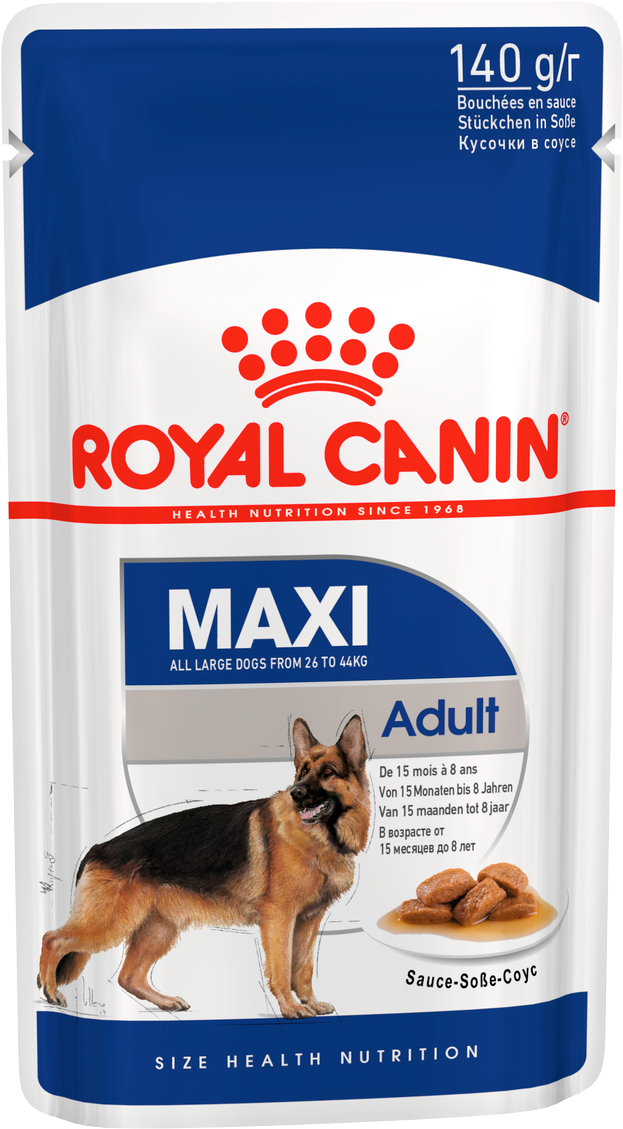 140 g/г
Bouchées en sauce
Stückchen in Soße
Кусочки в соусе
ROYAL CANIN®
HEALTH NUTRITION SINCE 1968
MAXI
ALL LARGE DOGS FROM 26 TO 44KG
Adult
De 15 mois à 8 ans
Von 15 Monaten bis 8 Jahren
Van 15 maanden tot 8 jaar
В возрасте от
15 месяцев до 8 лет
Sauce-Soße-Соус
SIZE HEALTH NUTRITION